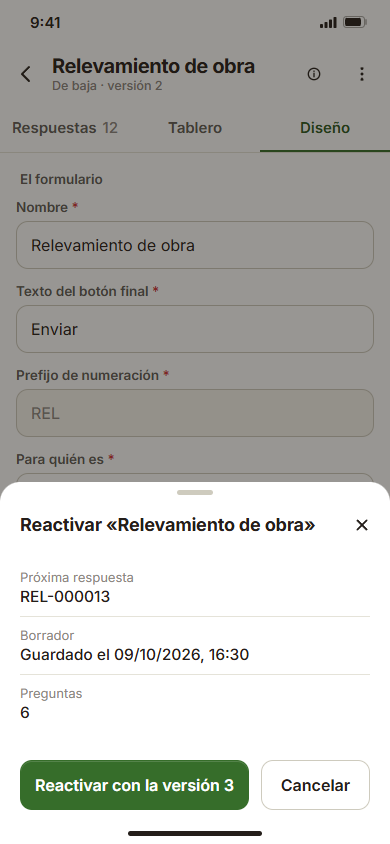 9:41
Relevamiento de obra
De baja · versión 2
Respuestas 12 Tablero Diseño
El formulario
Nombre *
Relevamiento de obra
Texto del botón final *
Enviar
Prefijo de numeración *
REL
Para quién es *
Reactivar «Relevamiento de obra»
Próxima respuesta
REL-000013
Borrador
Guardado el 09/10/2026, 16:30
Preguntas
6
Reactivar con la versión 3 Cancelar